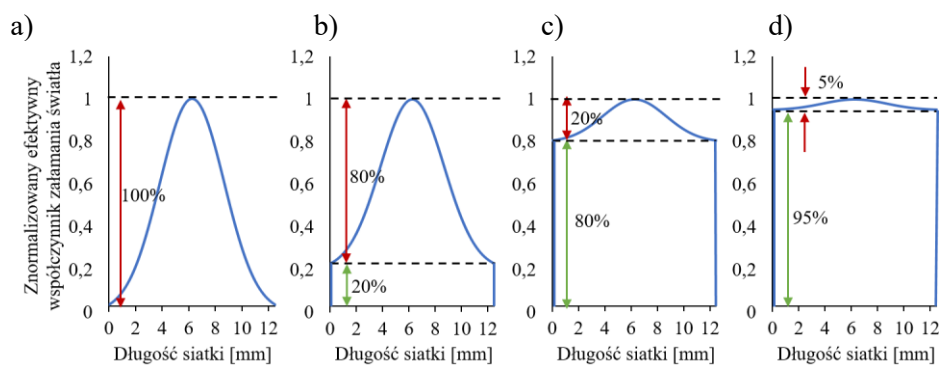 a)
b)
c)
d)
Znormalizowany efektywny
współczynnik załamania światła
1,2
1
0,8
0,6
0,4
0,2
0
100%
0 2 4 6 8 10 12
Długość siatki [mm]
1,2
1
0,8
0,6
0,4
0,2
0
80%
20%
0 2 4 6 8 10 12
Długość siatki [mm]
1,2
1
0,8
0,6
0,4
0,2
0
20%
80%
0 2 4 6 8 10 12
Długość siatki [mm]
1,2
1
0,8
0,6
0,4
0,2
0
5%
95%
0 2 4 6 8 10 12
Długość siatki [mm]